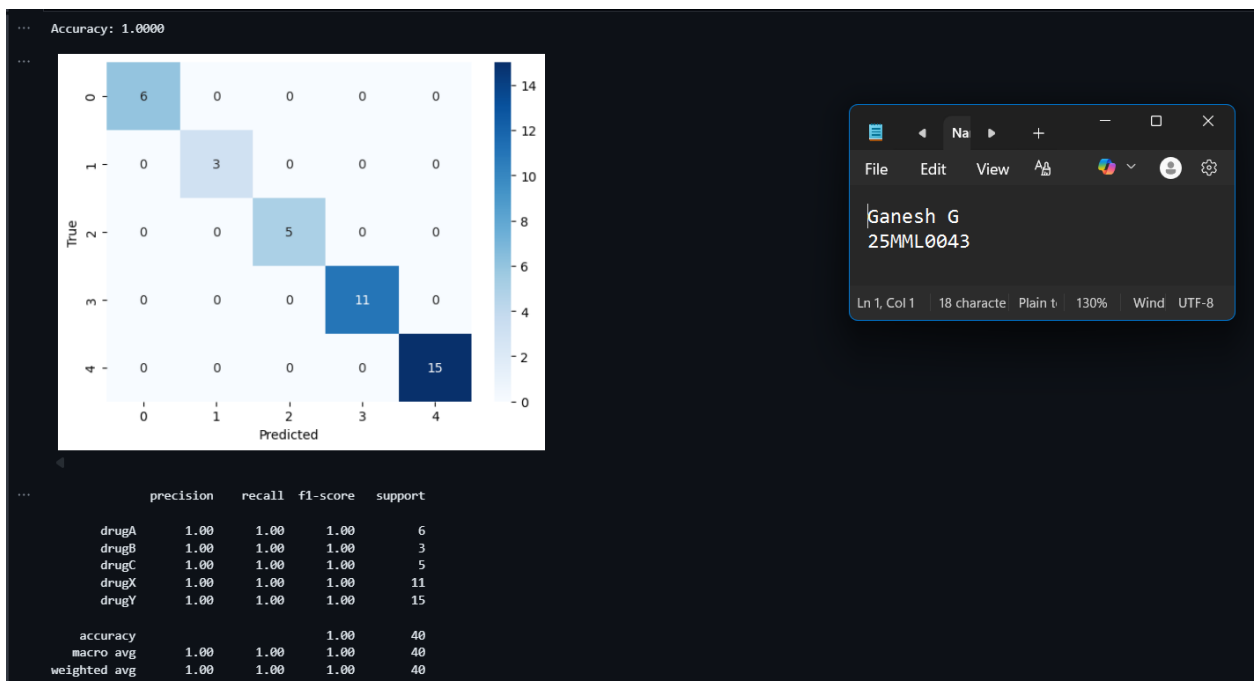 Accuracy: 1.0000
14
12
10
8
6
4
2
0
True
0 6 0 0 0 0
1 0 3 0 0 0
2 0 0 5 0 0
3 0 0 0 11 0
4 0 0 0 0 15
0 1 2 3 4
Predicted
precision recall f1-score support
drugA 1.00 1.00 1.00 6
drugB 1.00 1.00 1.00 3
drugC 1.00 1.00 1.00 5
drugX 1.00 1.00 1.00 11
drugY 1.00 1.00 1.00 15
accuracy 1.00 40
macro avg 1.00 1.00 1.00 40
weighted avg 1.00 1.00 1.00 40
Na
File Edit View
Ganesh G
25MML0043
Ln 1, Col 1 18 characte Plain t 130% Wind UTF-8